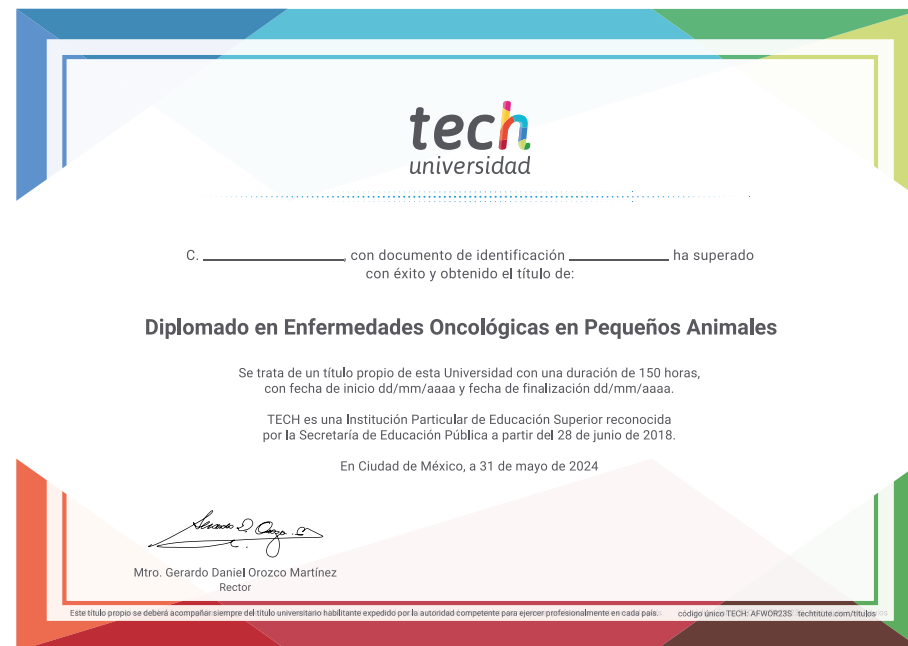 tech
universidad
C. ____________________, con documento de identificación ______________ ha superado
con éxito y obtenido el título de:
Diplomado en Enfermedades Oncológicas en Pequeños Animales
Se trata de un título propio de esta Universidad con una duración de 150 horas,
con fecha de inicio dd/mm/aaaa y fecha de finalización dd/mm/aaaa.
TECH es una Institución Particular de Educación Superior reconocida
por la Secretaría de Educación Pública a partir del 28 de junio de 2018.
En Ciudad de México, a 31 de mayo de 2024
Mtro. Gerardo Daniel Orozco Martínez
Rector
Este título propio se deberá acompañar siempre del título universitario habilitante expedido por la autoridad competente para ejercer profesionalmente en cada país. código único TECH: AFWOR23S techtitute.com/titulos